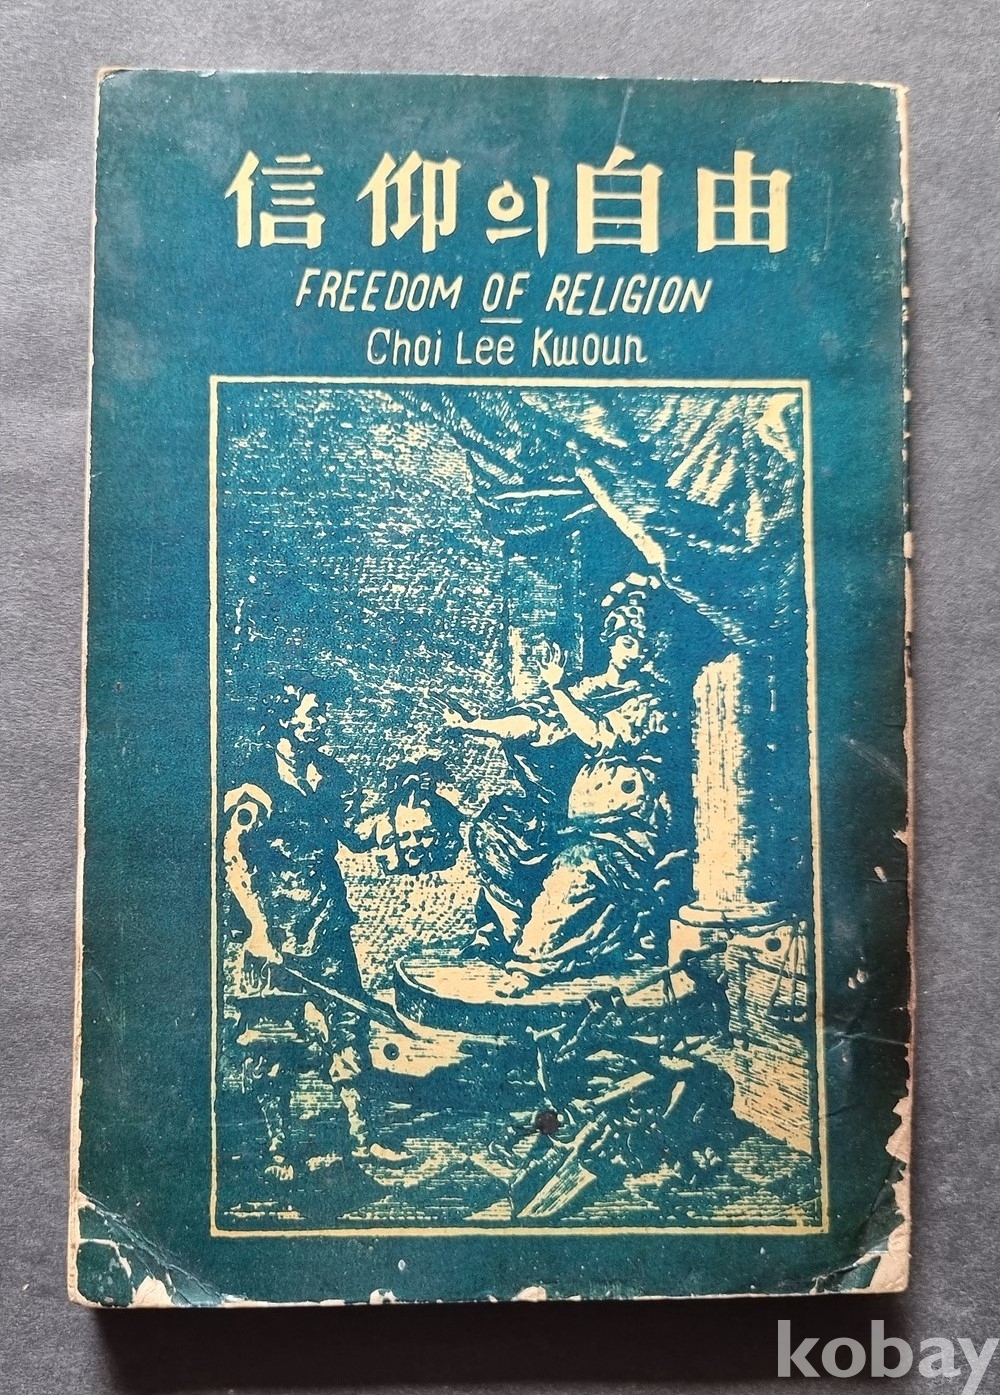 信仰의自由
FREEDOM OF RELIGION
Choi Lee Kwoun
kobay